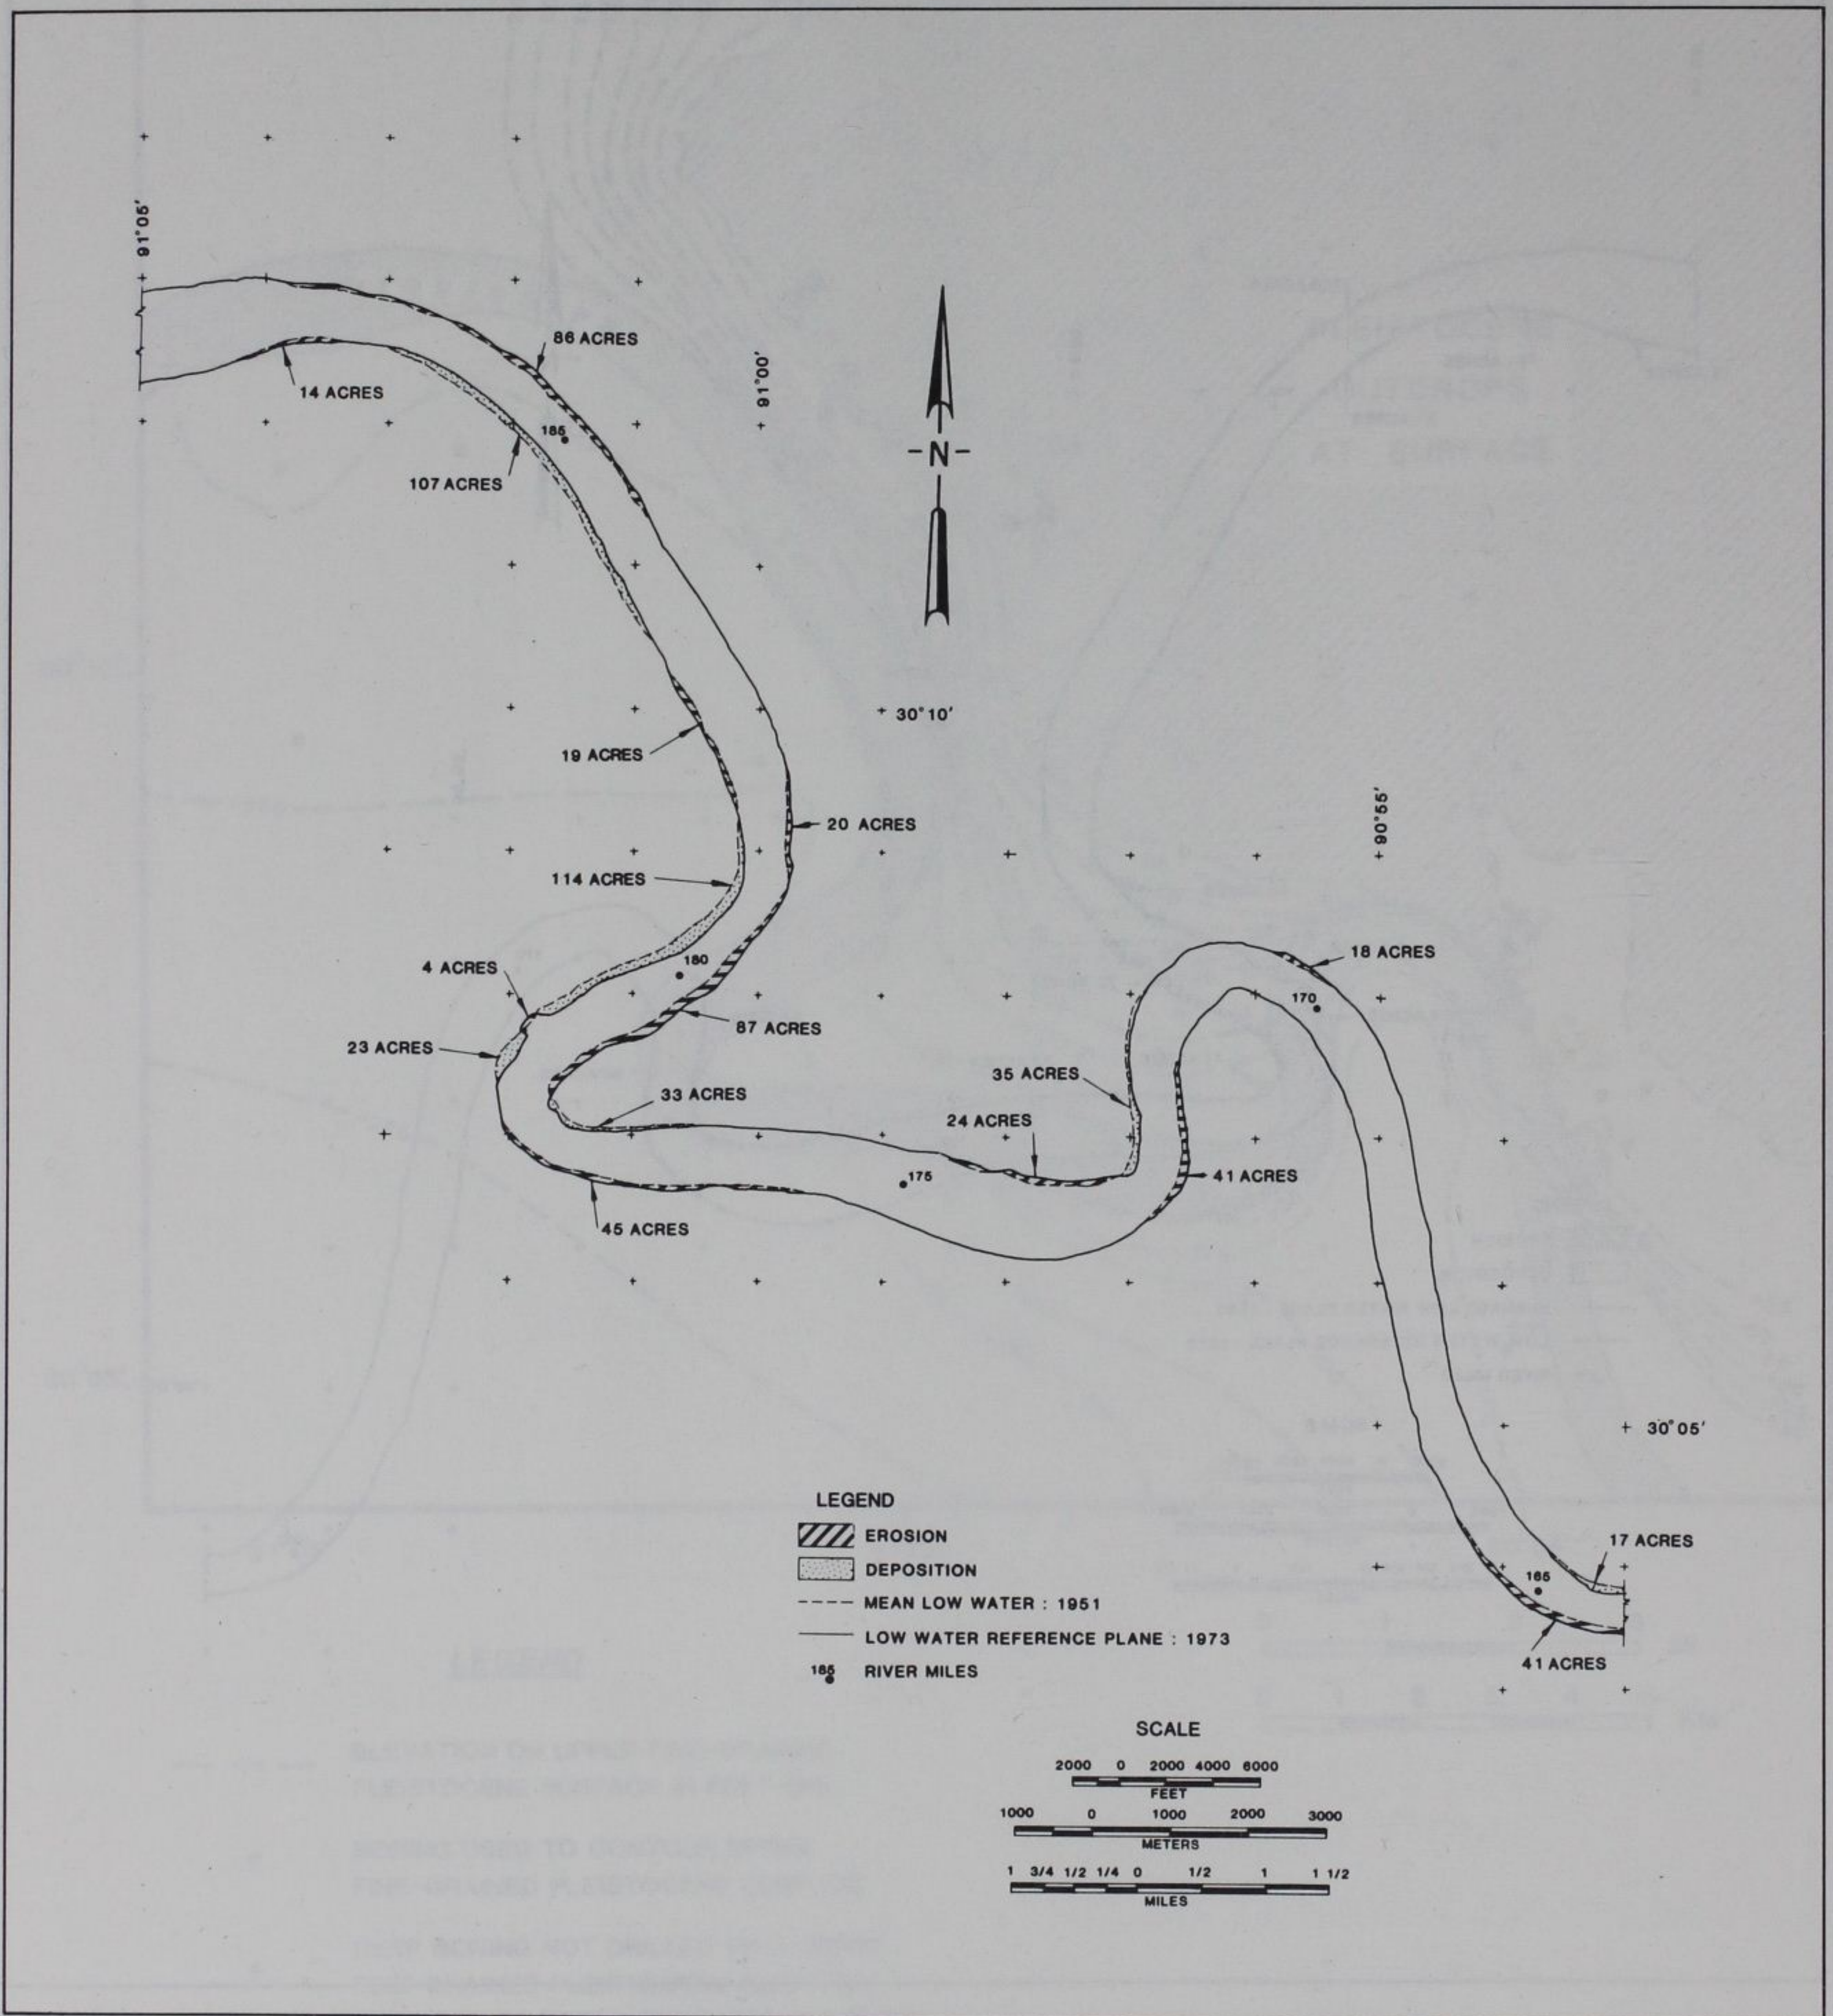 91°05'
86 ACRES
14 ACRES
91°00'
185
107 ACRES
-N-
30°10'
19 ACRES
20 ACRES
90°55'
114 ACRES
18 ACRES
180
4 ACRES
170
87 ACRES
23 ACRES
35 ACRES
33 ACRES
24 ACRES
175
41 ACRES
45 ACRES
30°05'
LEGEND
EROSION
DEPOSITION
MEAN LOW WATER : 1951
LOW WATER REFERENCE PLANE : 1973
185 RIVER MILES
17 ACRES
165
41 ACRES
SCALE
2000 0 2000 4000 6000
FEET
1000 0 1000 2000 3000
METERS
1 3/4 1/2 1/4 0 1/2 1 1 1/2
MILES